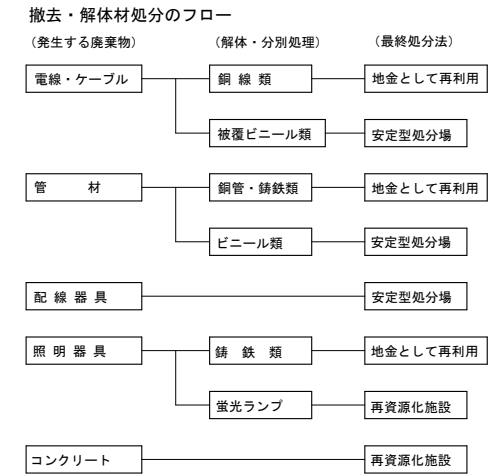 撤去・解体材処分のフロー
（発生する廃棄物） （解体・分別処理） （最終処分法）
電線・ケーブル 銅線類 地金として再利用
被覆ビニール類 安定型処分場
管材 銅管・鋳鉄類 地金として再利用
ビニール類 安定型処分場
配線器具 安定型処分場
照明器具 鋳鉄類 地金として再利用
蛍光ランプ 再資源化施設
コンクリート 再資源化施設